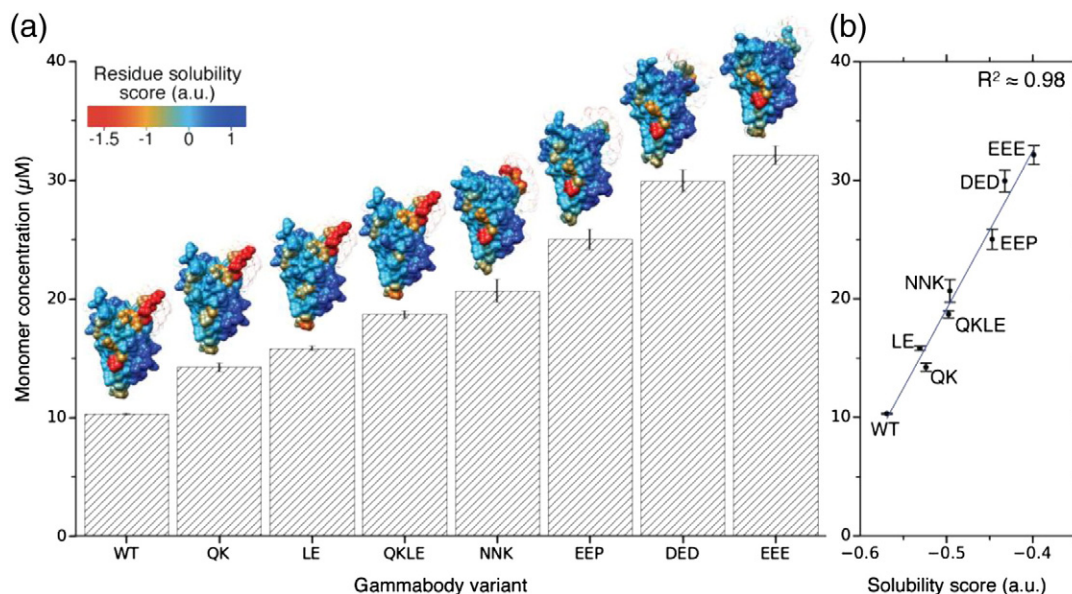 (a)
Residue solubility
score (a.u.)
-1.5 -1 0 1
Monomer concentration (µM)
40
30
20
10
0
WT QK LE QKLE NNK EEP DED EEE
Gammabody variant
(b)
R² ≈ 0.98
40
30
20
10
0
EEE
DED
EEP
NNK
QKLE
LE
QK
WT
−0.6 −0.5 −0.4
Solubility score (a.u.)